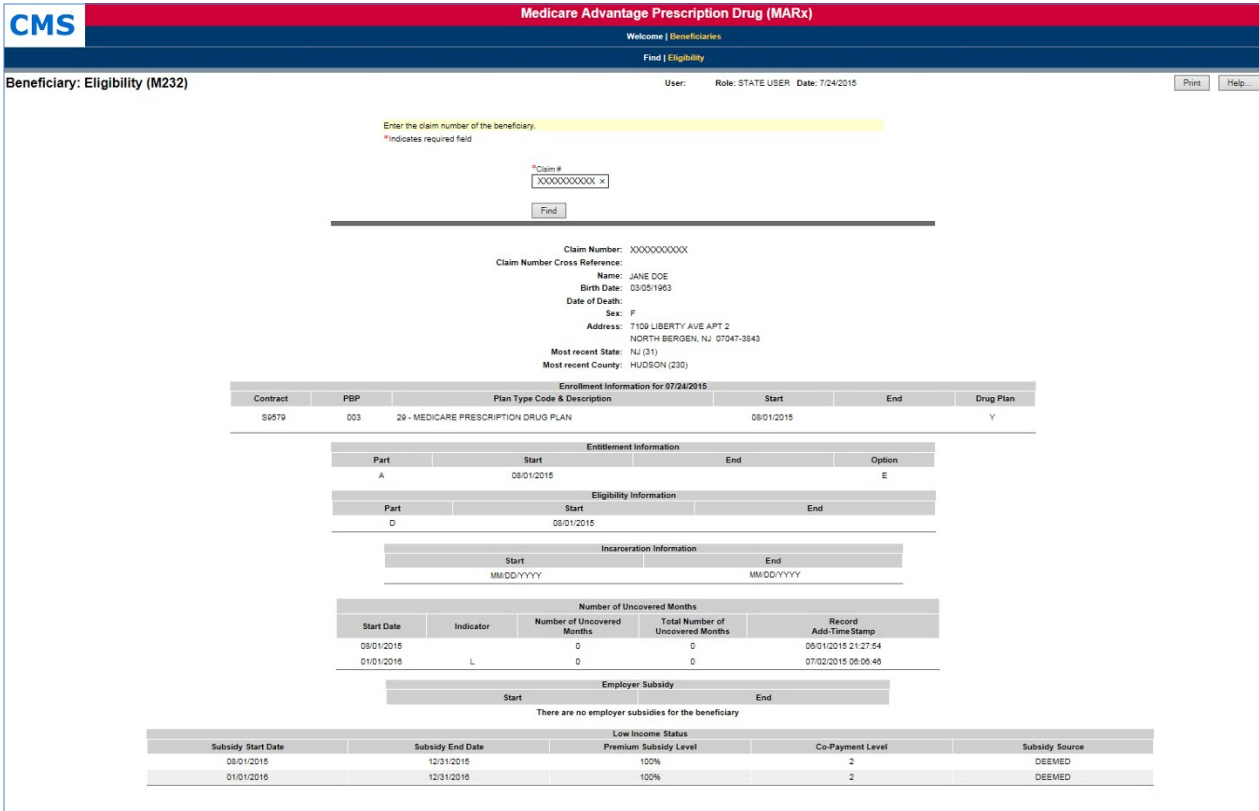 CMS
Medicare Advantage Prescription Drug (MARx)
Welcome | Beneficiaries
Find | Eligibility
Beneficiary: Eligibility (M232)
User: Role: STATE USER Date: 7/24/2015
Print Help...
Enter the claim number of the beneficiary.
*Indicates required field
*Claim #
XXXXXXXXXX ×
Find
Claim Number: XXXXXXXXXX
Claim Number Cross Reference:
Name: JANE DOE
Birth Date: 03/05/1963
Date of Death:
Sex: F
Address: 7109 LIBERTY AVE APT 2
NORTH BERGEN, NJ 07047-3843
Most recent State: NJ (31)
Most recent County: HUDSON (230)
Enrollment Information for 07/24/2015
Contract PBP Plan Type Code & Description Start End Drug Plan
S9579 003 29 - MEDICARE PRESCRIPTION DRUG PLAN 08/01/2015 Y
Entitlement Information
Part Start End Option
A 08/01/2015 E
Eligibility Information
Part Start End
D 08/01/2015
Incarceration Information
Start End
MM/DD/YYYY MM/DD/YYYY
Number of Uncovered Months
Start Date Indicator Number of Uncovered Months Total Number of Uncovered Months Record Add-TimeStamp
08/01/2015 0 0 06/01/2015 21:27:54
01/01/2016 L 0 0 07/02/2015 06:06:46
Employer Subsidy
Start End
There are no employer subsidies for the beneficiary
Low Income Status
Subsidy Start Date Subsidy End Date Premium Subsidy Level Co-Payment Level Subsidy Source
08/01/2015 12/31/2015 100% 2 DEEMED
01/01/2016 12/31/2016 100% 2 DEEMED